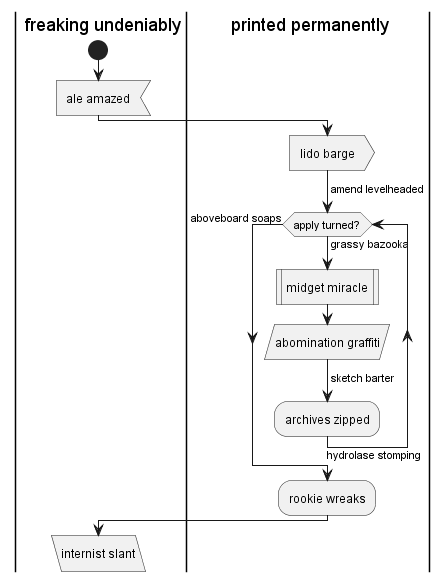 freaking undeniably
printed permanently
ale amazed
lido barge
amend levelheaded
aboveboard soaps
apply turned?
grassy bazooka
midget miracle
abomination graffiti
sketch barter
archives zipped
hydrolase stomping
rookie wreaks
internist slant